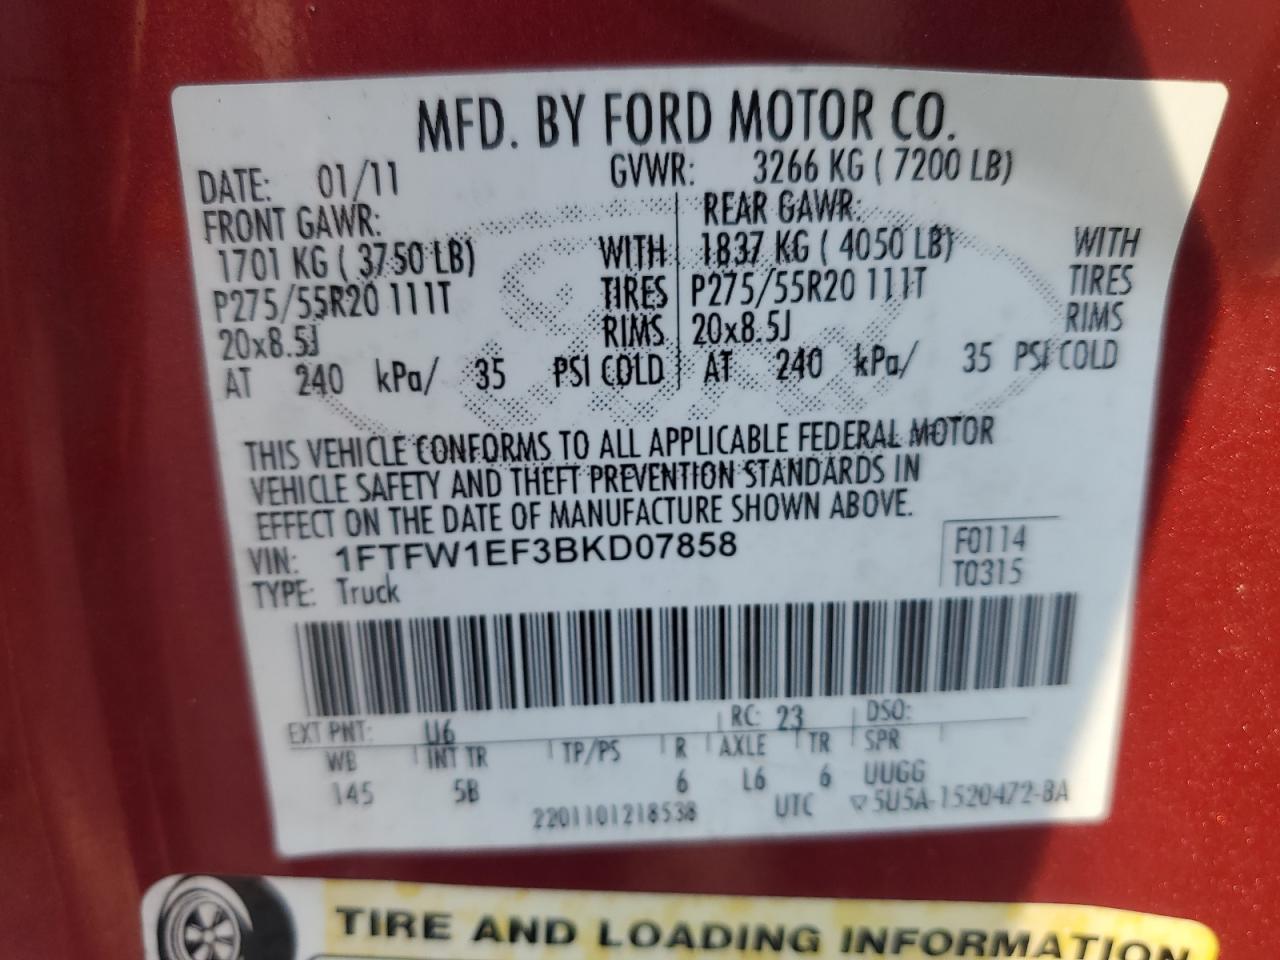 MFD. BY FORD MOTOR CO.
DATE: 01/11 GVWR: 3266 KG ( 7200 LB)
FRONT GAWR: REAR GAWR:
1701 KG ( 3750 LB) WITH 1837 KG ( 4050 LB) WITH
P275/55R20 111T TIRES P275/55R20 111T TIRES
20x8.5J RIMS 20x8.5J RIMS
AT 240 kPa/ 35 PSI COLD AT 240 kPa/ 35 PSI COLD
THIS VEHICLE CONFORMS TO ALL APPLICABLE FEDERAL MOTOR
VEHICLE SAFETY AND THEFT PREVENTION STANDARDS IN
EFFECT ON THE DATE OF MANUFACTURE SHOWN ABOVE.
VIN: 1FTFW1EF3BKD07858 F0114
TYPE: Truck T0315
EXT PNT: U6 RC: 23 DSO:
WB INT TR TP/PS R AXLE TR SPR
145 5B 6 L6 6 UUGG
2201101218538 UTC ▽5U5A-1520472-BA
TIRE AND LOADING INFORMATION